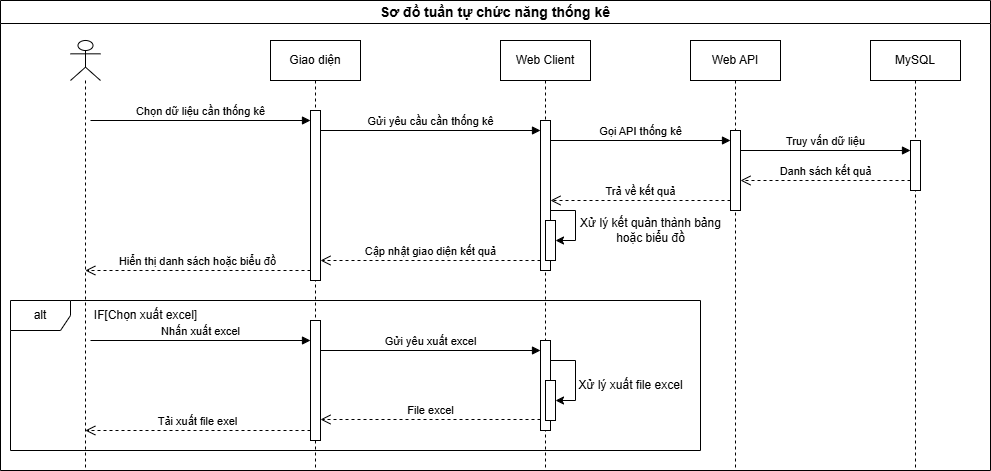 Sơ đồ tuần tự chức năng thống kê
Giao diện
Web Client
Web API
MySQL
Chọn dữ liệu cần thống kê
Gửi yêu cầu cần thống kê
Gọi API thống kê
Truy vấn dữ liệu
Danh sách kết quả
Trả về kết quả
Xử lý kết quản thành bảng
hoặc biểu đồ
Cập nhật giao diện kết quả
Hiển thị danh sách hoặc biểu đồ
alt
IF[Chọn xuất excel]
Nhấn xuất excel
Gửi yêu xuất excel
Xử lý xuất file excel
File excel
Tải xuất file exel